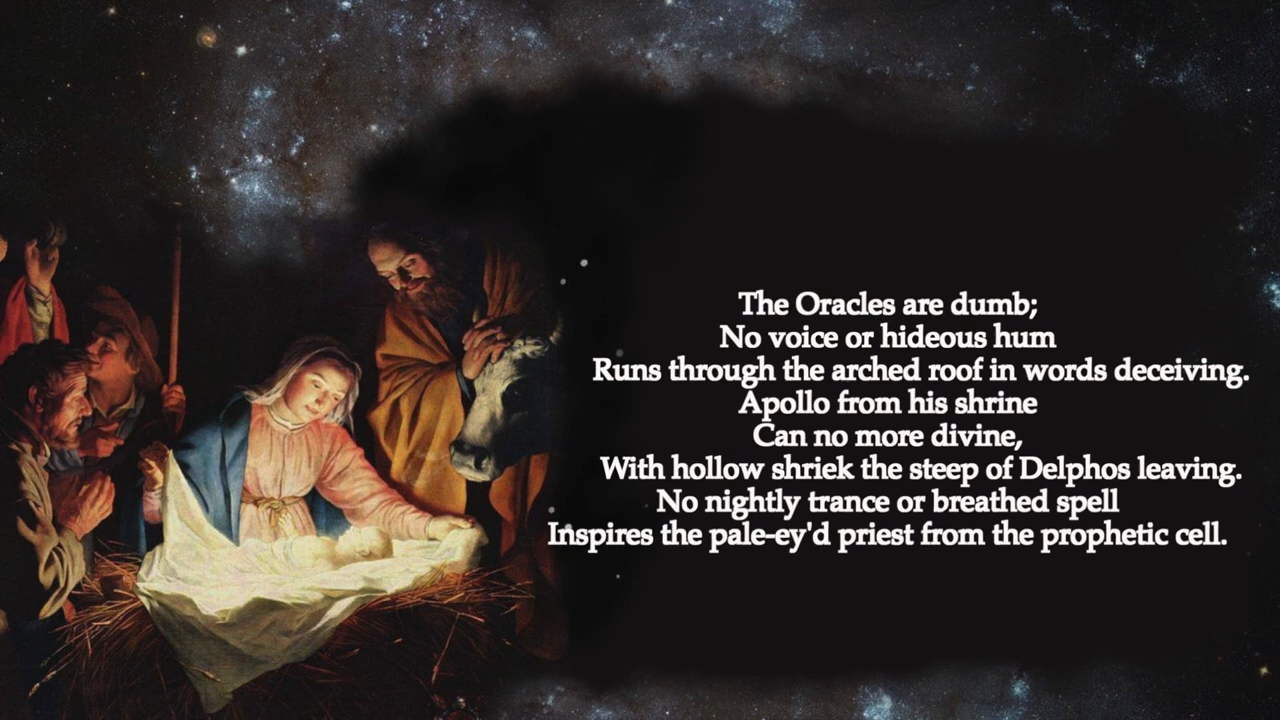 The Oracles are dumb;
No voice or hideous hum
Runs through the arched roof in words deceiving.
Apollo from his shrine
Can no more divine,
With hollow shriek the steep of Delphos leaving.
No nightly trance or breathed spell
Inspires the pale-ey'd priest from the prophetic cell.